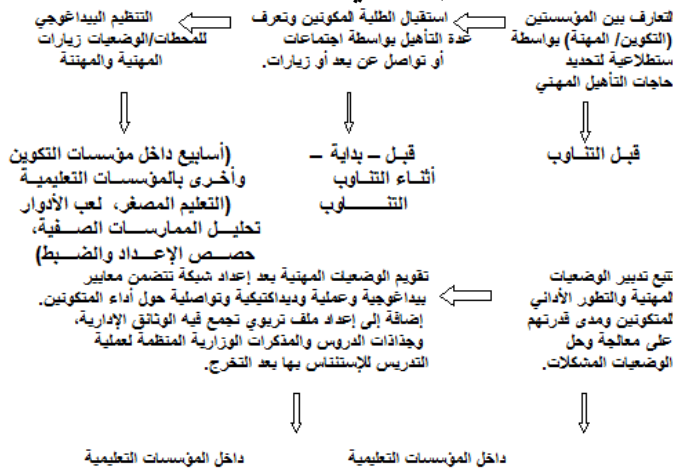 التعارف بين المؤسستين
(التكوين/ المهنة) بواسطة
ستطلاعية لتحديد
حاجات التأهيل المهني
استقبال الطلبة المكونين وتعرف
عدة التأهيل بواسطة اجتماعات
أو تواصل عن بعد أو زيارات.
التنظيم البيداغوجي
للمحطات/الوضعيات زيارات
المهنية والمهننة
قبل التناوب
قبل – بداية –
أثناء التناوب
التناوب
(أسابيع داخل مؤسسات التكوين
وأخرى بالمؤسسات التعليمية
(التعليم المصغر، لعب الأدوار
تحليل الممارسات الصفية،
حصص الإعداد والضبط)
تتبع تدبير الوضعيات
المهنية والتطور الأدائي
للمتكونين ومدى قدرتهم
على معالجة وحل
الوضعيات المشكلات.
تقويم الوضعيات المهنية بعد إعداد شبكة تتضمن معايير
بيداغوجية وعملية وديداكتيكية وتواصلية حول أداء المتكونين.
إضافة إلى إعداد ملف تربوي تجمع فيه الوثائق الإدارية،
وجذاذات الدروس والمذكرات الوزارية المنظمة لعملية
التدريس للإستئناس بها بعد التخرج.
داخل المؤسسات التعليمية
داخل المؤسسات التعليمية